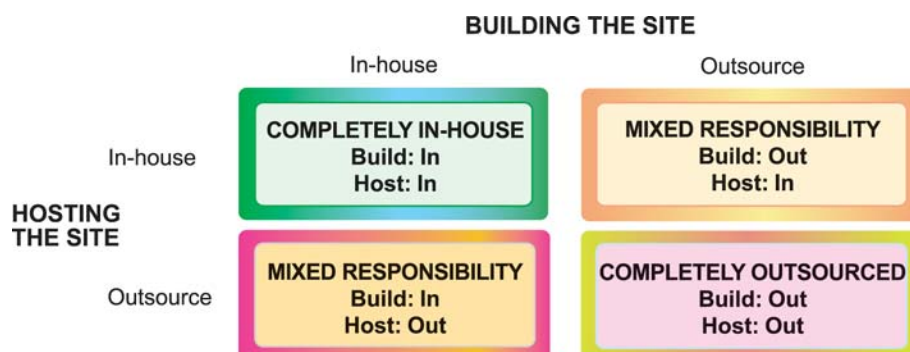 BUILDING THE SITE
In-house
Outsource
In-house
COMPLETELY IN-HOUSE
Build: In
Host: In
MIXED RESPONSIBILITY
Build: Out
Host: In
HOSTING
THE SITE
Outsource
MIXED RESPONSIBILITY
Build: In
Host: Out
COMPLETELY OUTSOURCED
Build: Out
Host: Out